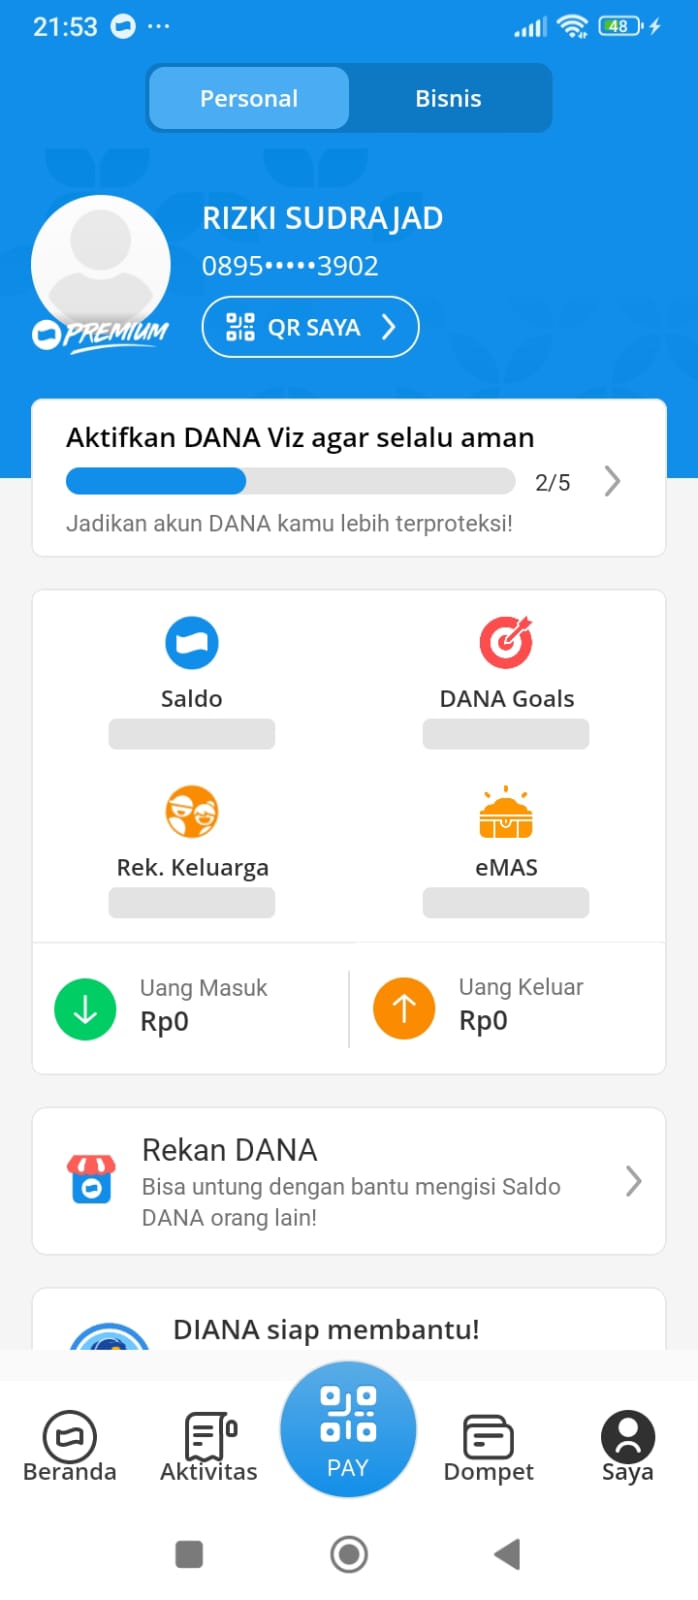 21:53
48
Personal
Bisnis
RIZKI SUDRAJAD
0895•••••3902
PREMIUM
QR SAYA
Aktifkan DANA Viz agar selalu aman
2/5
Jadikan akun DANA kamu lebih terproteksi!
Saldo
DANA Goals
Rek. Keluarga
eMAS
Uang Masuk
Rp0
Uang Keluar
Rp0
Rekan DANA
Bisa untung dengan bantu mengisi Saldo
DANA orang lain!
DIANA siap membantu!
Beranda
Aktivitas
PAY
Dompet
Saya